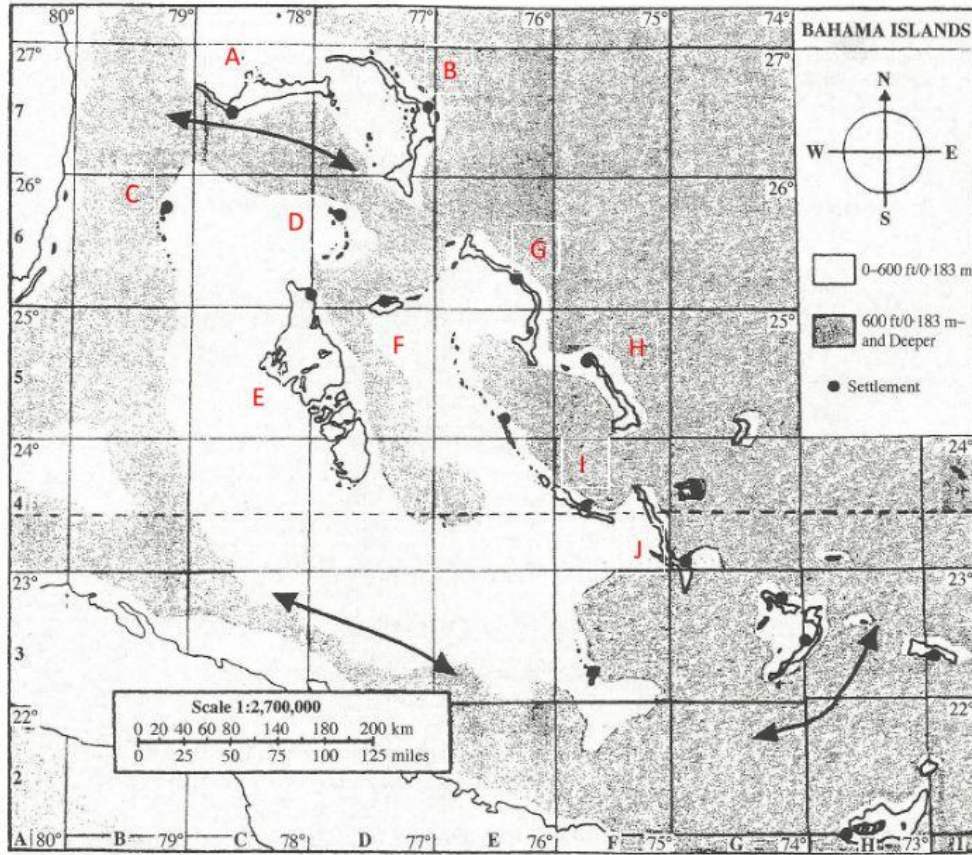 80° 79° 78° 77° 76° 75° 74°
BAHAMA ISLANDS
27°
A
B
N
7
W E
26°
26°
S
C
D
6
G
0–600 ft/0·183 m
25°
25°
F
H
600 ft/0·183 m–
and Deeper
5
E
Settlement
24°
24°
I
4
J
23°
23°
3
Scale 1:2,700,000
0 20 40 60 80 140 180 200 km
0 25 50 75 100 125 miles
22°
22°
2
A 80° B 79° C 78° D 77° E 76° F 75° G 74° H 73° I